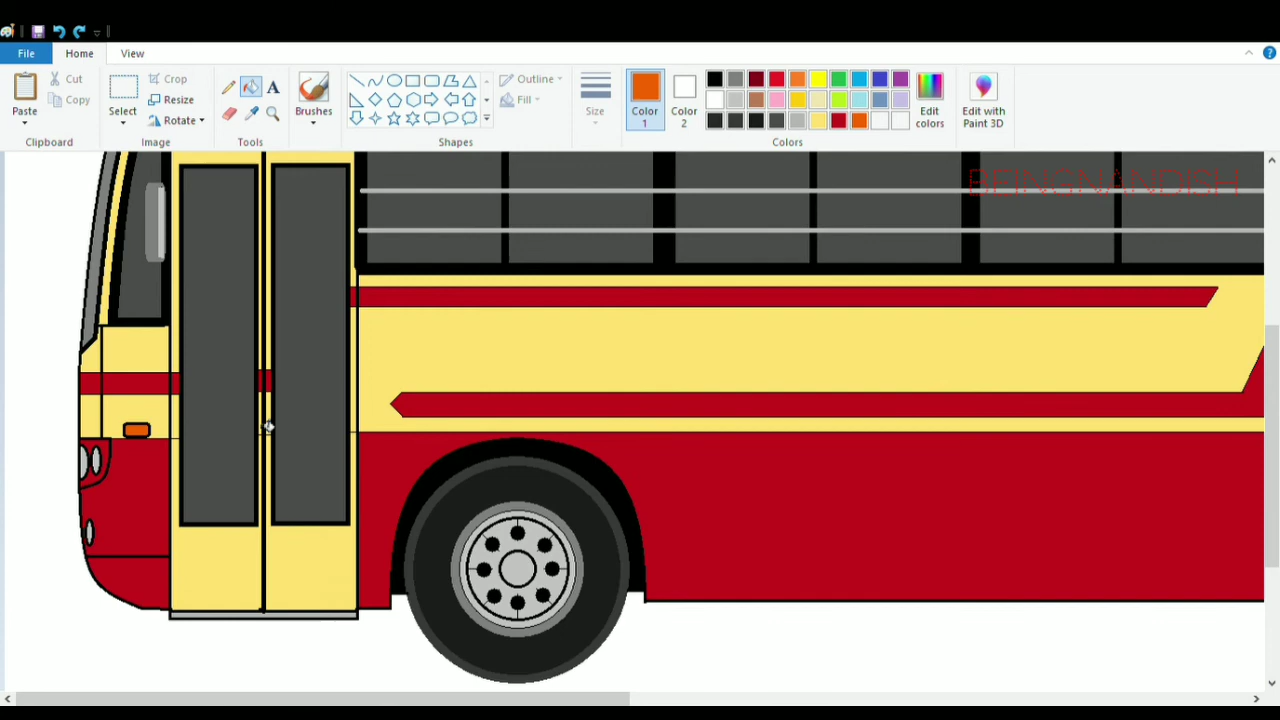 File Home View
Paste
Cut
Copy
Clipboard
Select
Crop
Resize
Rotate
Image
A
Tools
Brushes
Outline
Fill
Shapes
Size
Color
1
Color
2
Edit
colors
Colors
Edit with
Paint 3D
?
BEINGNANDISH